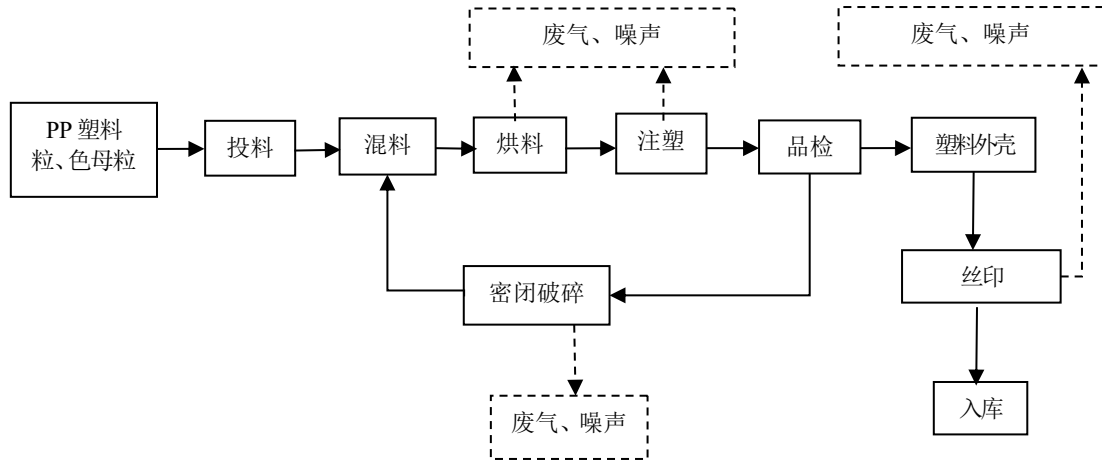 废气、噪声
废气、噪声
PP 塑料
粒、色母粒
投料
混料
烘料
注塑
品检
塑料外壳
密闭破碎
丝印
废气、噪声
入库